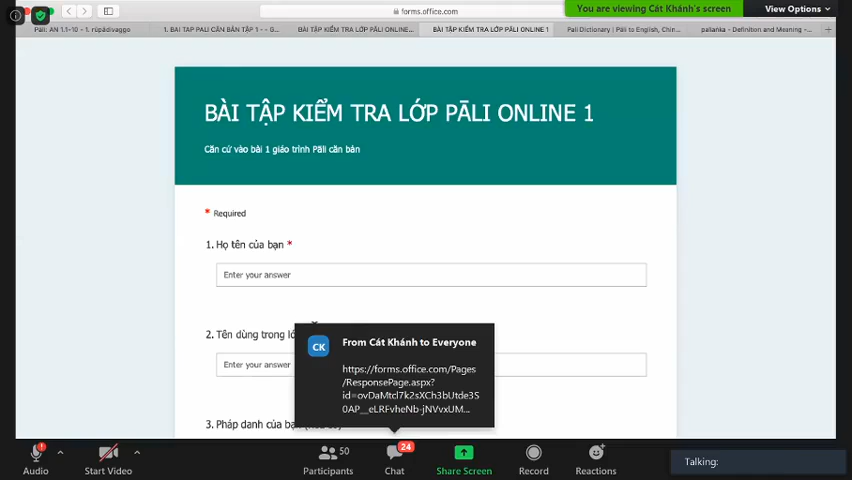 forms.office.com
You are viewing Cát Khánh's screen
View Options
Pali: AN 1.1-10 - 1. rūpādivaggo
1. BAI TAP PALI CĂN BẢN TẬP 1 - - G...
BÀI TẬP KIỂM TRA LỚP PĀLI ONLINE...
BÀI TẬP KIỂM TRA LỚP PĀLI ONLINE 1
Pali Dictionary | Pāli to English, Chin...
paliaṅka - Definition and Meaning -...
BÀI TẬP KIỂM TRA LỚP PĀLI ONLINE 1
Căn cứ vào bài 1 giáo trình Pāli căn bản
* Required
1. Họ tên của bạn *
Enter your answer
2. Tên dùng trong
Enter your answer
3. Pháp danh của bạn
CK
From Cát Khánh to Everyone
https://forms.office.com/Pages
/ResponsePage.aspx?
id=ovDaMtcl7k2sXCh3bUtde3S
0AP__eLRFvheNb-jNVvxUM...
Audio
Start Video
50
Participants
24
Chat
Share Screen
Record
Reactions
Talking: